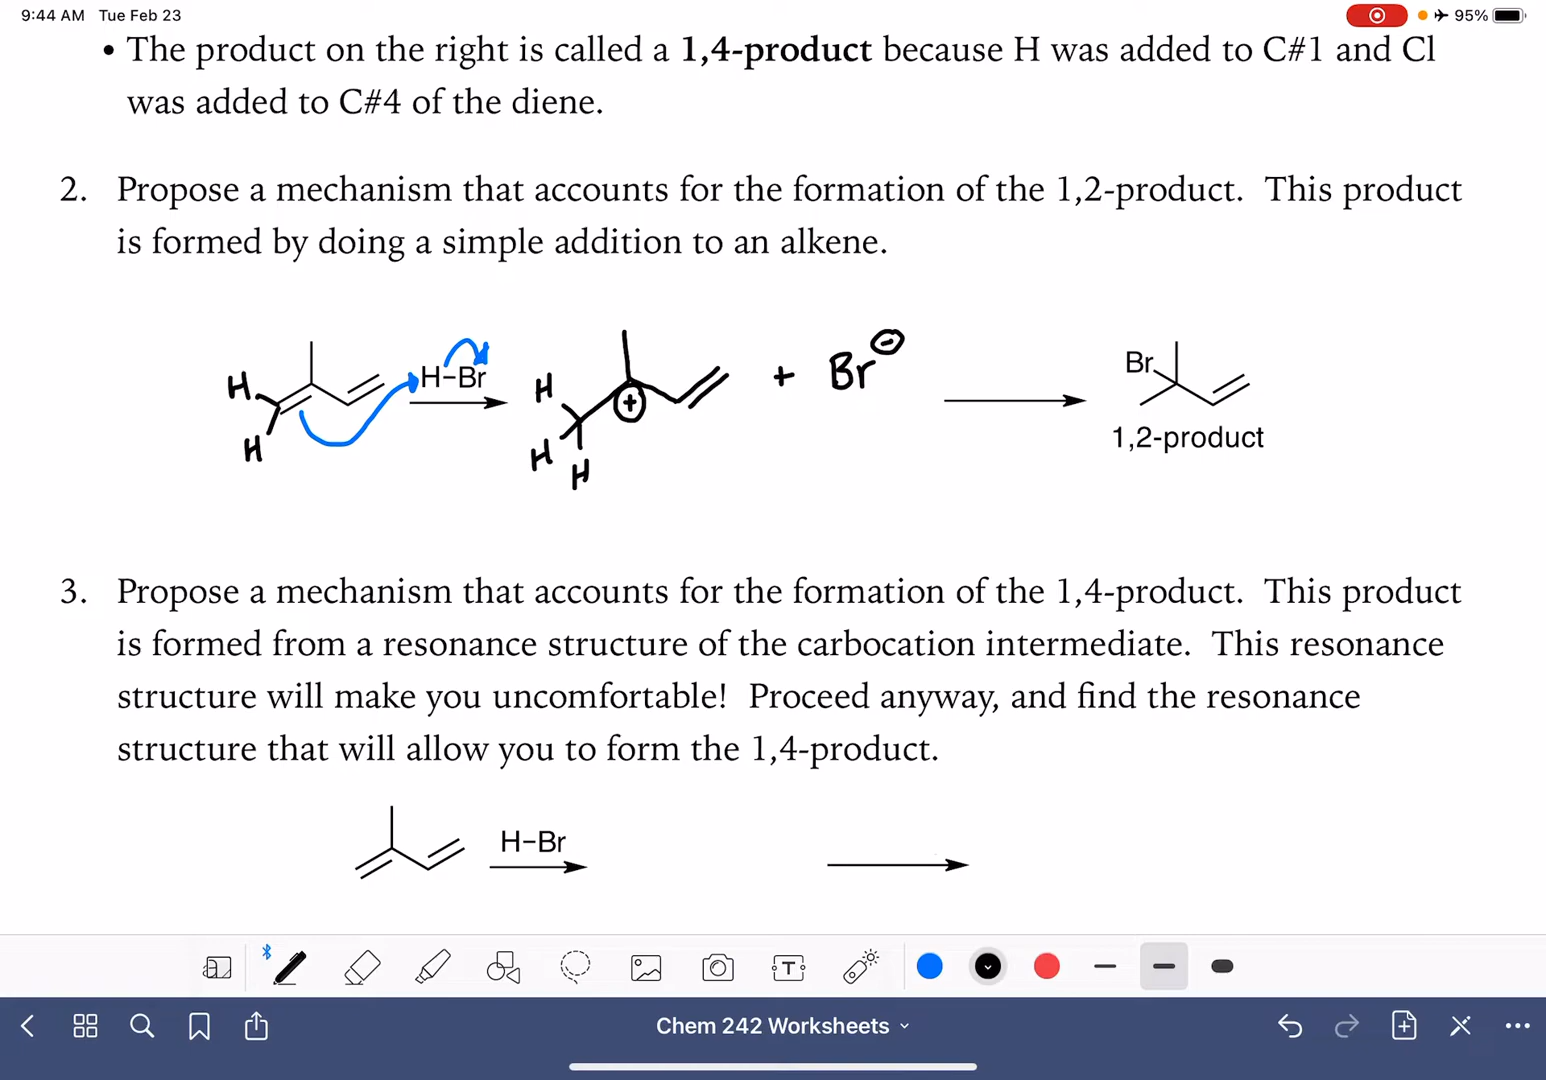 9:44 AM Tue Feb 23
95%
• The product on the right is called a 1,4-product because H was added to C#1 and Cl
was added to C#4 of the diene.
2. Propose a mechanism that accounts for the formation of the 1,2-product. This product
is formed by doing a simple addition to an alkene.
H H H-Br H H H + + Br⊖ Br
1,2-product
3. Propose a mechanism that accounts for the formation of the 1,4-product. This product
is formed from a resonance structure of the carbocation intermediate. This resonance
structure will make you uncomfortable! Proceed anyway, and find the resonance
structure that will allow you to form the 1,4-product.
H-Br
a
T
Chem 242 Worksheets